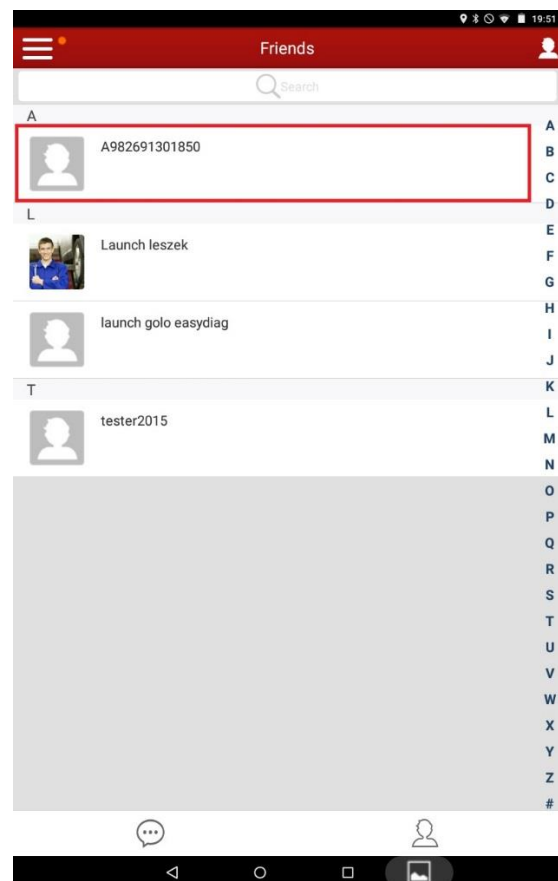 19:51
Friends
Search
A
A982691301850
L
Launch leszek
launch golo easydiag
T
tester2015
A
B
C
D
E
F
G
H
I
J
K
L
M
N
O
P
Q
R
S
T
U
V
W
X
Y
Z
#